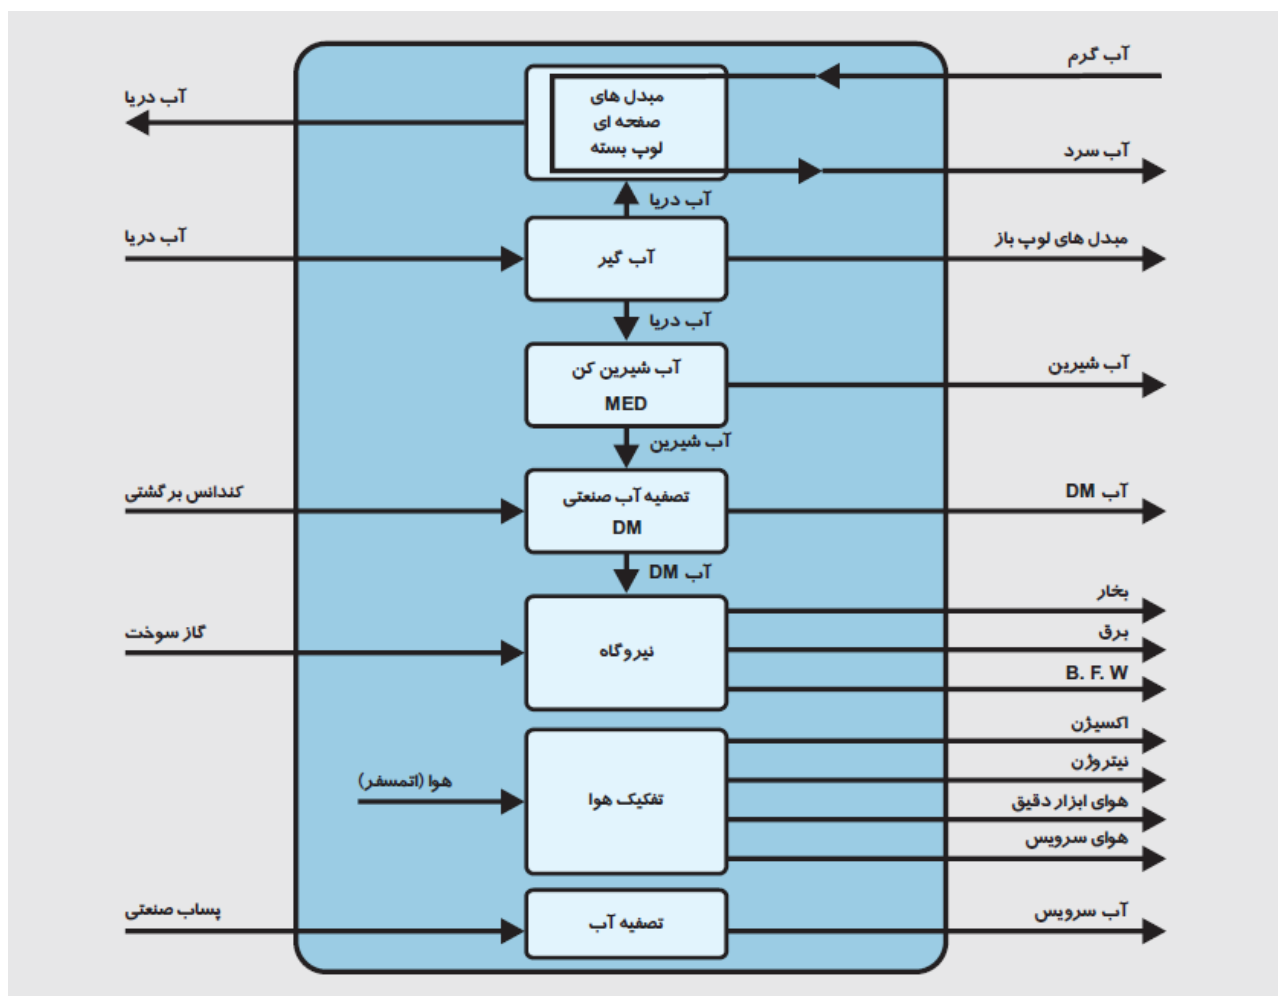 آب گرم
مبدل های
صفحه ای
لوپ بسته
آب دریا
آب سرد
آب دریا
مبدل های لوپ باز
آب گیر
آب دریا
آب دریا
آب شیرین
آب شیرین کن
MED
آب شیرین
آب DM
تصفیه آب صنعتی
DM
کندانس برگشتی
آب DM
بخار
برق
B. F. W
نیروگاه
گاز سوخت
اکسیژن
نیتروژن
هوای ابزار دقیق
هوای سرویس
تفکیک هوا
هوا (اتمسفر)
آب سرویس
تصفیه آب
پساب صنعتی